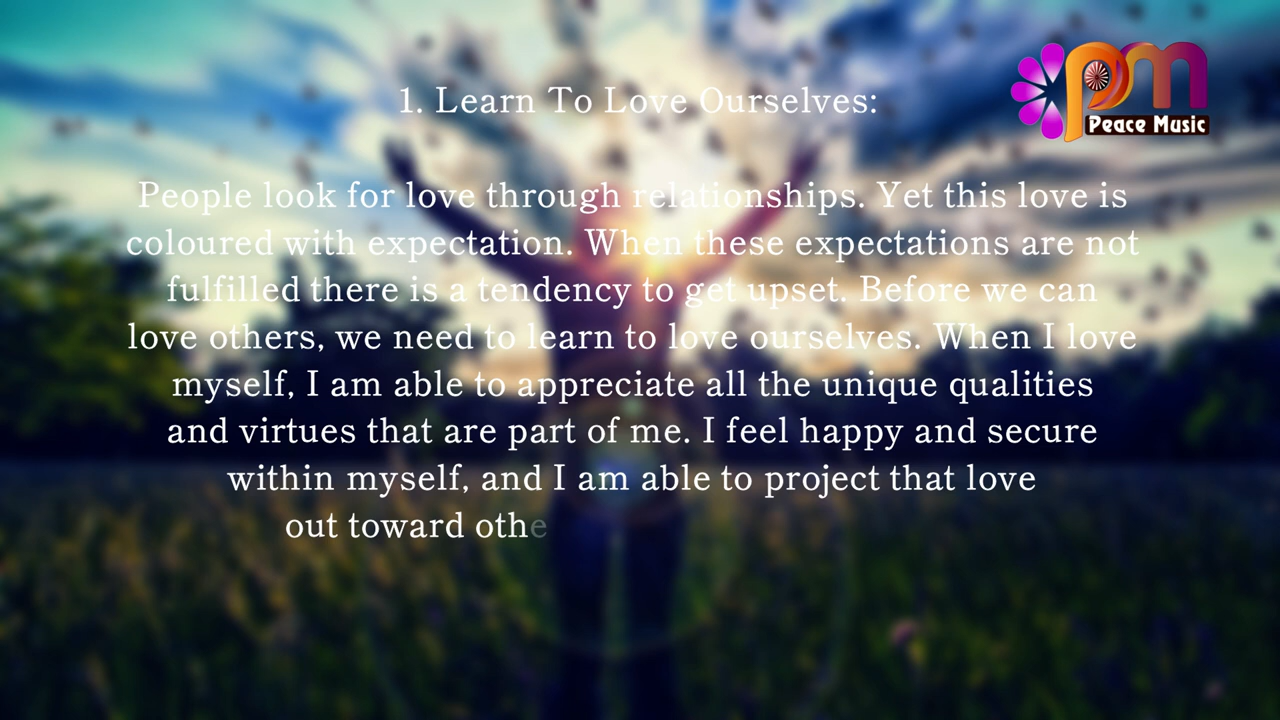 1. Learn To Love Ourselves:
pm
Peace Music
People look for love through relationships. Yet this love is
coloured with expectation. When these expectations are not
fulfilled there is a tendency to get upset. Before we can
love others, we need to learn to love ourselves. When I love
myself, I am able to appreciate all the unique qualities
and virtues that are part of me. I feel happy and secure
within myself, and I am able to project that love
out toward othe